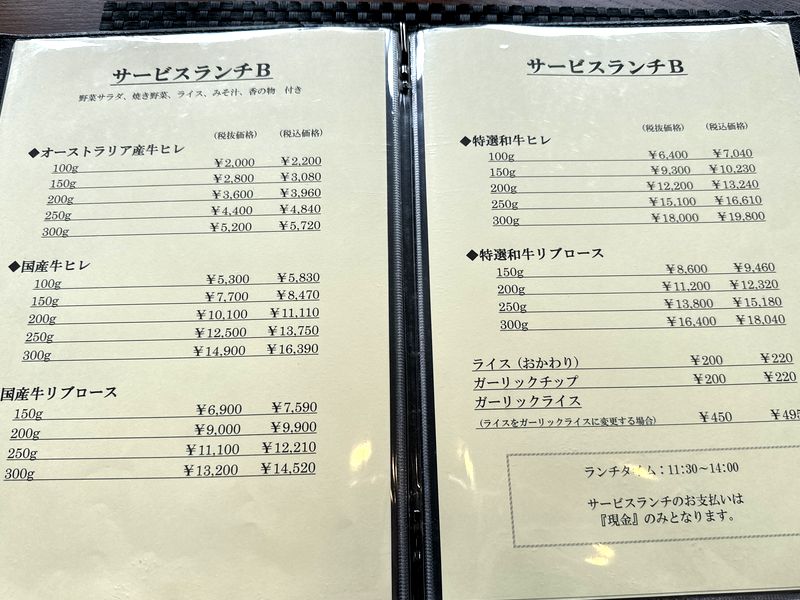 サービスランチB
野菜サラダ、焼き野菜、ライス、みそ汁、香の物　付き
(税抜価格) (税込価格)
◆オーストラリア産牛ヒレ
100g ¥2,000 ¥2,200
150g ¥2,800 ¥3,080
200g ¥3,600 ¥3,960
250g ¥4,400 ¥4,840
300g ¥5,200 ¥5,720
◆国産牛ヒレ
100g ¥5,300 ¥5,830
150g ¥7,700 ¥8,470
200g ¥10,100 ¥11,110
250g ¥12,500 ¥13,750
300g ¥14,900 ¥16,390
国産牛リブロース
150g ¥6,900 ¥7,590
200g ¥9,000 ¥9,900
250g ¥11,100 ¥12,210
300g ¥13,200 ¥14,520
サービスランチB
(税抜価格) (税込価格)
◆特選和牛ヒレ
100g ¥6,400 ¥7,040
150g ¥9,300 ¥10,230
200g ¥12,200 ¥13,240
250g ¥15,100 ¥16,610
300g ¥18,000 ¥19,800
◆特選和牛リブロース
150g ¥8,600 ¥9,460
200g ¥11,200 ¥12,320
250g ¥13,800 ¥15,180
300g ¥16,400 ¥18,040
ライス (おかわり) ¥200 ¥220
ガーリックチップ ¥200 ¥220
ガーリックライス
(ライスをガーリックライスに変更する場合) ¥450 ¥495
ランチタイム：11:30～14:00
サービスランチのお支払いは
『現金』のみとなります。